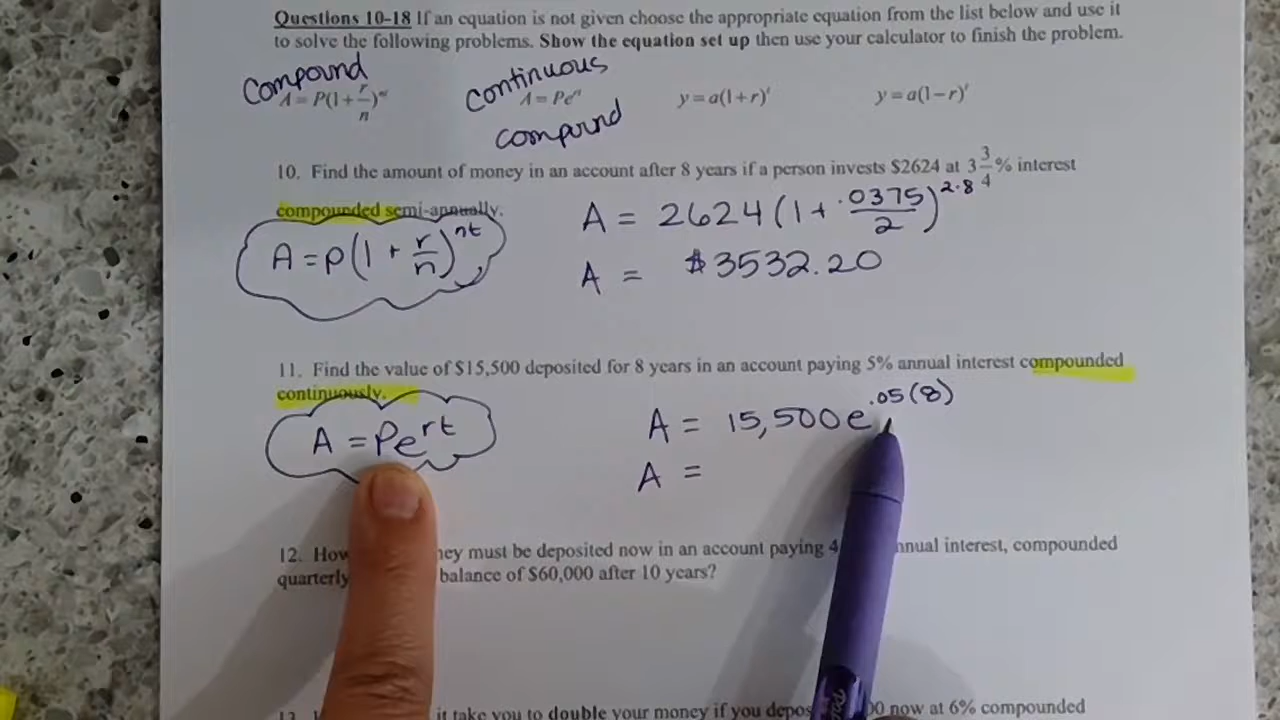 Questions 10-18 If an equation is not given choose the appropriate equation from the list below and use it
to solve the following problems. Show the equation set up then use your calculator to finish the problem.
Compound continuous
A = P(1 + r/n)^nt A = Pe^rt y = a(1+r)^t y = a(1−r)^t
compound
10. Find the amount of money in an account after 8 years if a person invests $2624 at 3 3/4% interest
compounded semi-annually.
A = 2624(1 + .0375/2)^2·8
A = P(1 + r/n)^nt
A = $3532.20
11. Find the value of $15,500 deposited for 8 years in an account paying 5% annual interest compounded
continuously.
A = 15,500e^.05(8)
A = Pe^rt
A =
12. How must be deposited now in an account paying 4 annual interest, compounded
quarterly balance of $60,000 after 10 years?
13. it take you to double your money if you now at 6% compounded